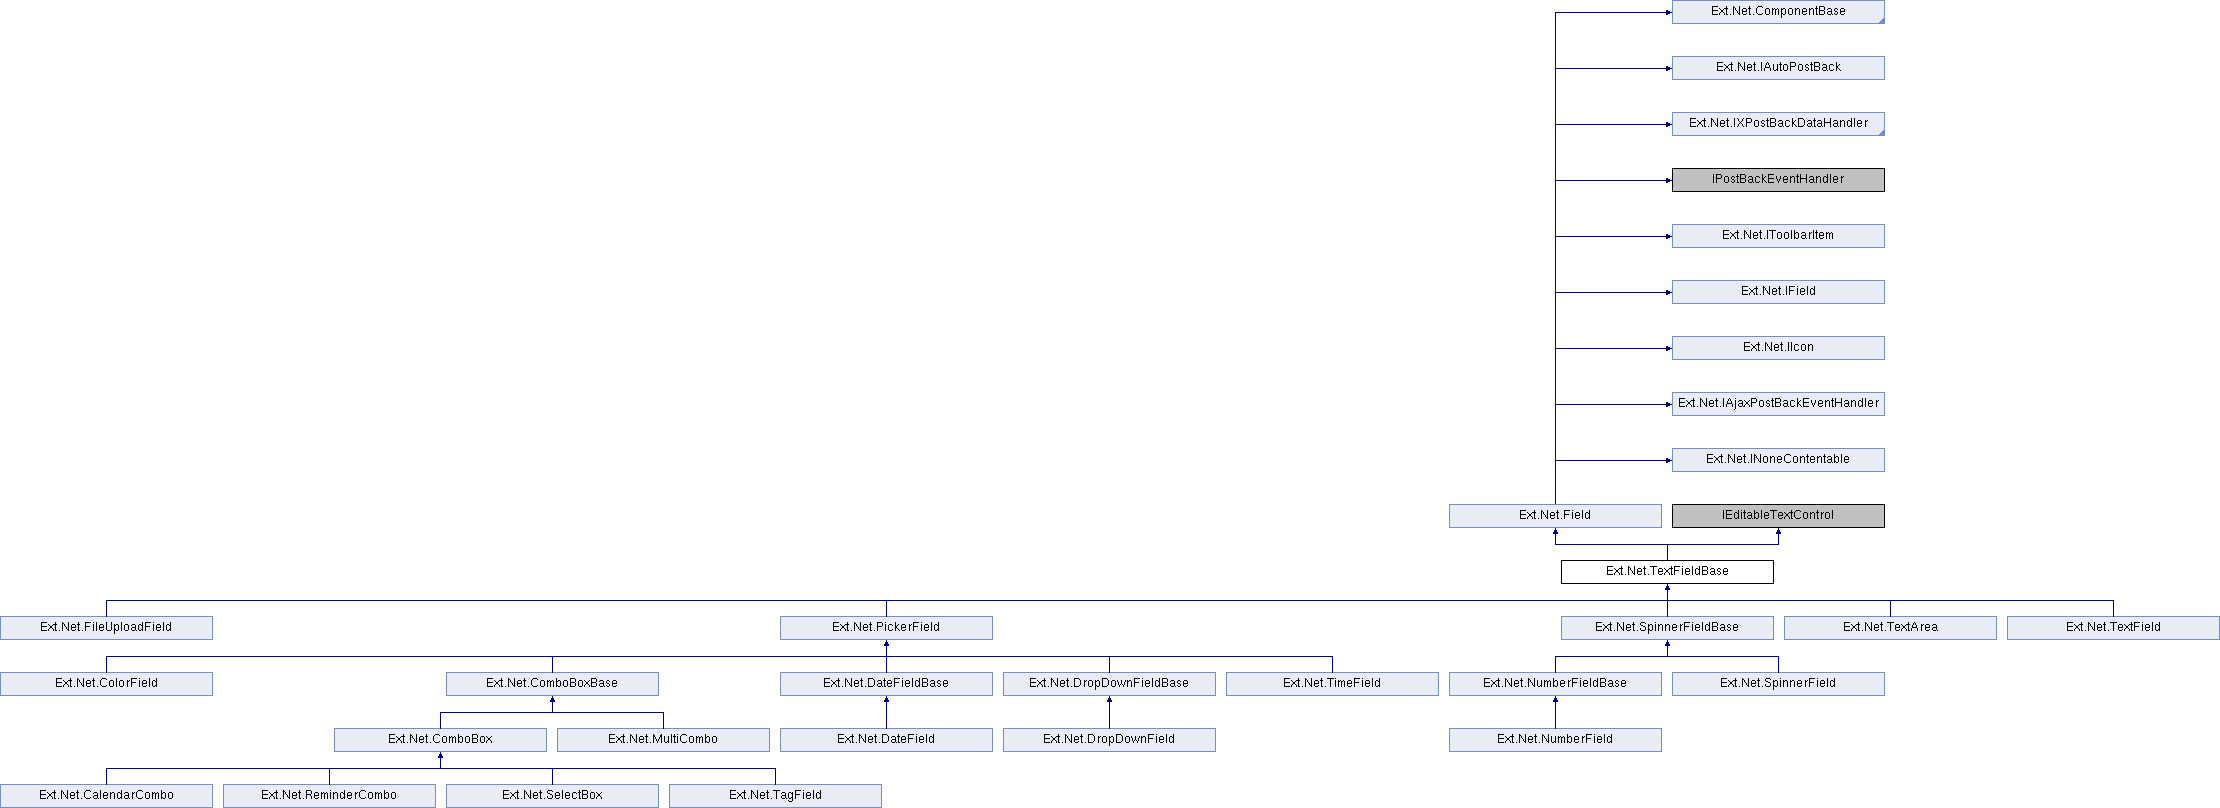 Ext.Net.ComponentBase
Ext.Net.IAutoPostBack
Ext.Net.IXPostBackDataHandler
IPostBackEventHandler
Ext.Net.IToolbarItem
Ext.Net.IField
Ext.Net.IIcon
Ext.Net.IAjaxPostBackEventHandler
Ext.Net.INoneContentable
Ext.Net.Field
IEditableTextControl
Ext.Net.TextFieldBase
Ext.Net.FileUploadField
Ext.Net.PickerField
Ext.Net.SpinnerFieldBase
Ext.Net.TextArea
Ext.Net.TextField
Ext.Net.ColorField
Ext.Net.ComboBoxBase
Ext.Net.DateFieldBase
Ext.Net.DropDownFieldBase
Ext.Net.TimeField
Ext.Net.NumberFieldBase
Ext.Net.SpinnerField
Ext.Net.ComboBox
Ext.Net.MultiCombo
Ext.Net.DateField
Ext.Net.DropDownField
Ext.Net.NumberField
Ext.Net.CalendarCombo
Ext.Net.ReminderCombo
Ext.Net.SelectBox
Ext.Net.TagField